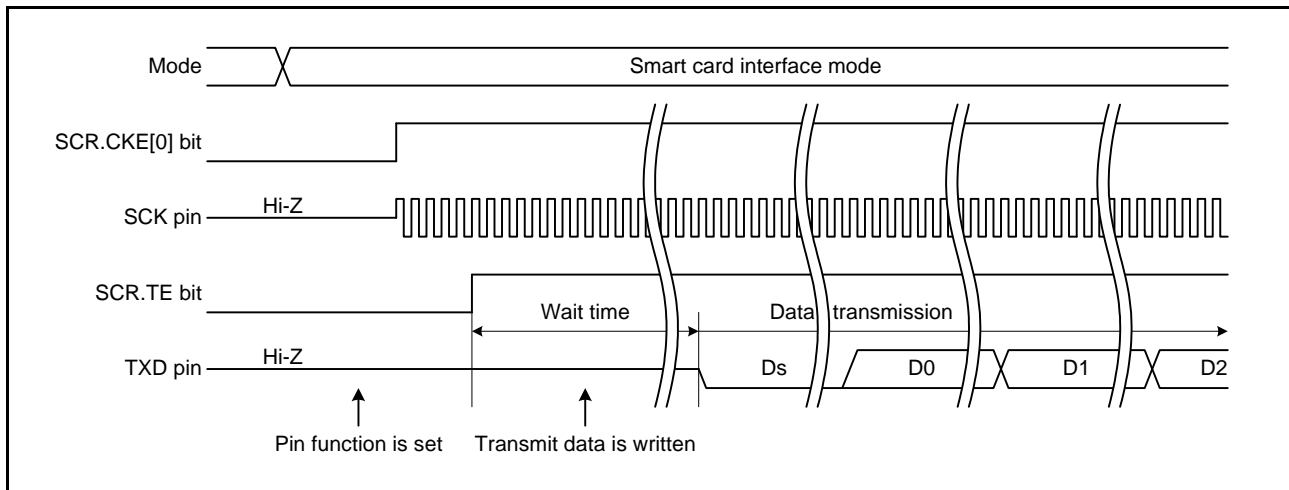 Mode
Smart card interface mode
SCR.CKE[0] bit
SCK pin
Hi-Z
SCR.TE bit
Wait time
Data transmission
TXD pin
Hi-Z
Ds
D0
D1
D2
Pin function is set
Transmit data is written